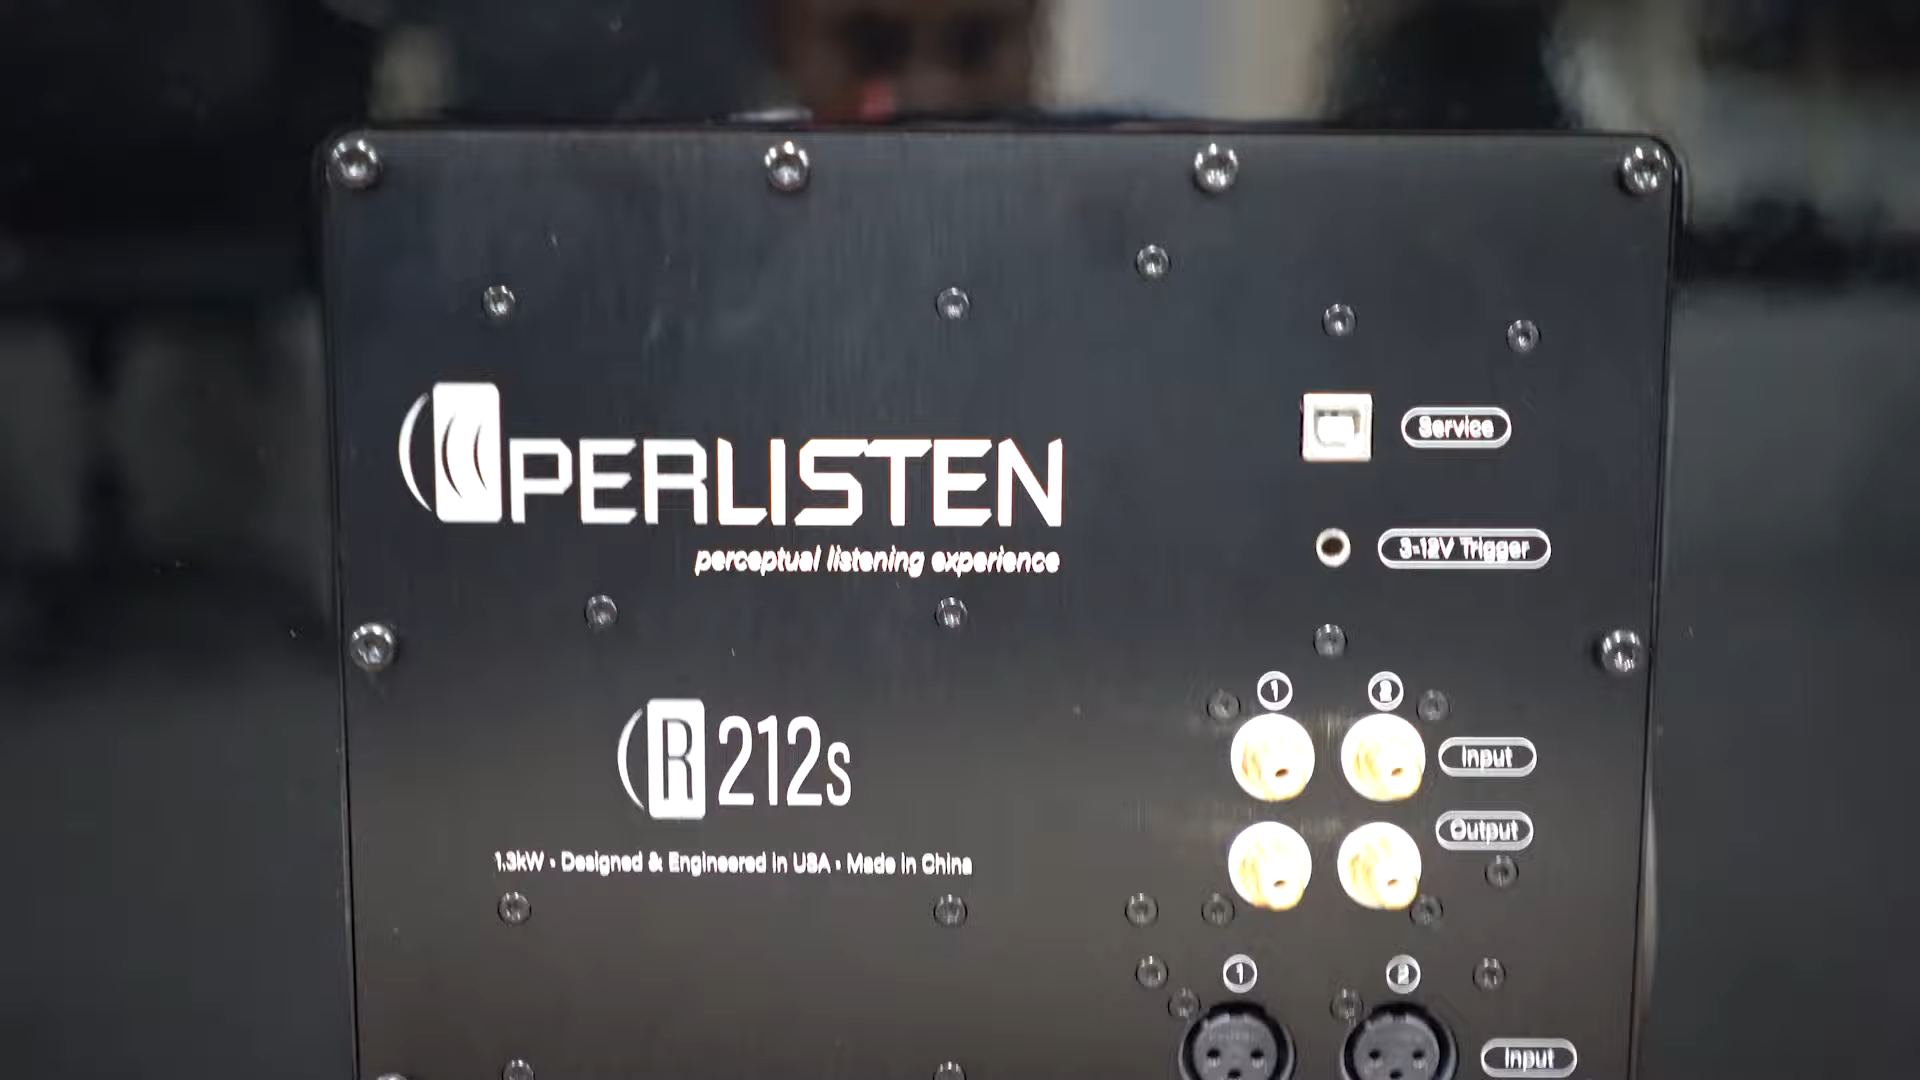 PERLISTEN
perceptual listening experience
Service
3-12V Trigger
R212s
1 2
Input
Output
1.3kW • Designed & Engineered in USA • Made in China
1 2
Input